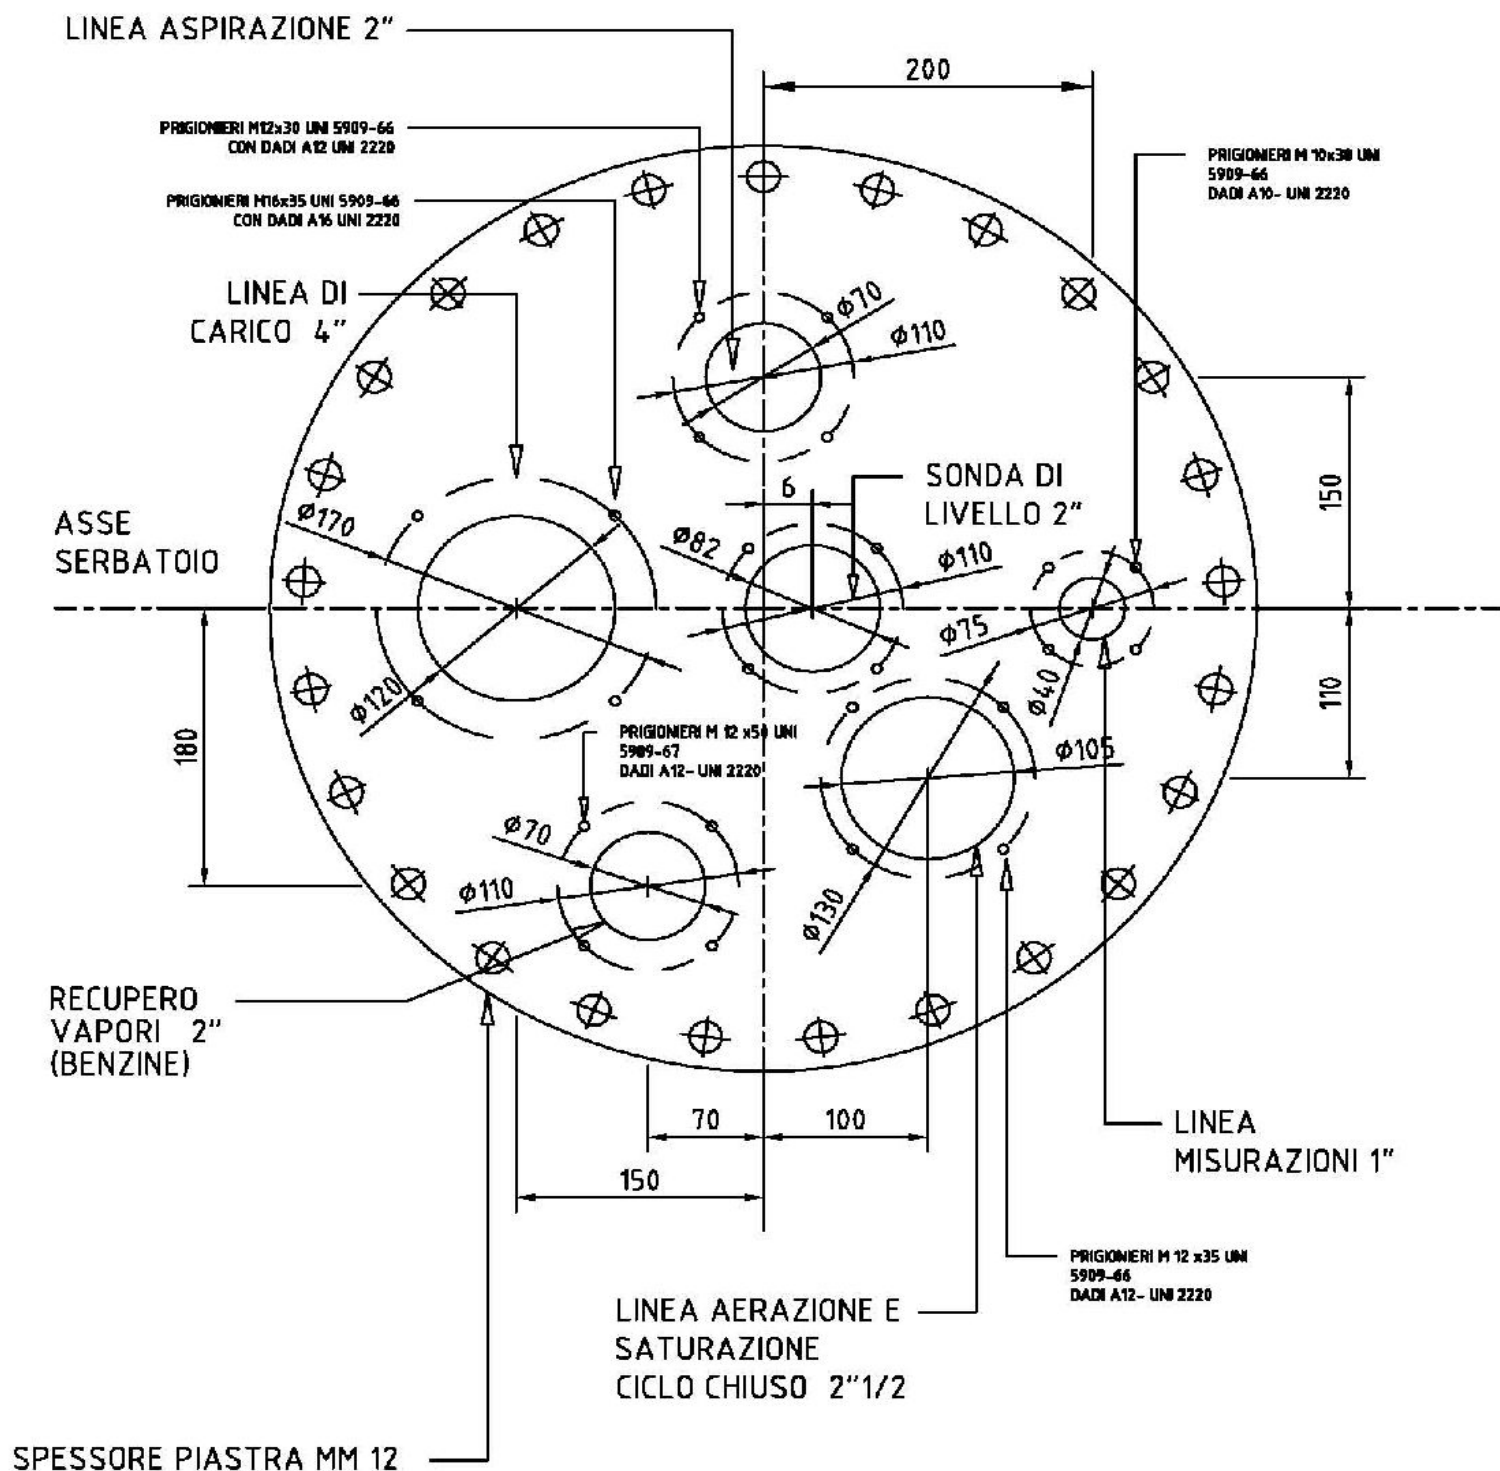 LINEA ASPIRAZIONE 2"
200
PRIGIONIERI M12x30 UNI 5909-66
CON DADI A12 UNI 2220
PRIGIONIERI M 10x30 UNI
5909-66
DADI A10- UNI 2220
PRIGIONIERI M16x35 UNI 5909-66
CON DADI A16 UNI 2220
LINEA DI
CARICO 4"
Ø70
Ø110
SONDA DI
LIVELLO 2"
6
150
ASSE
SERBATOIO
Ø170
Ø82
Ø110
Ø75
Ø40
110
Ø120
180
PRIGIONIERI M 12 x50 UNI
5909-67
DADI A12- UNI 2220
Ø105
Ø70
Ø110
Ø130
RECUPERO
VAPORI 2"
(BENZINE)
70
100
150
LINEA
MISURAZIONI 1"
PRIGIONIERI M 12 x35 UNI
5909-66
DADI A12- UNI 2220
LINEA AERAZIONE E
SATURAZIONE
CICLO CHIUSO 2"1/2
SPESSORE PIASTRA MM 12